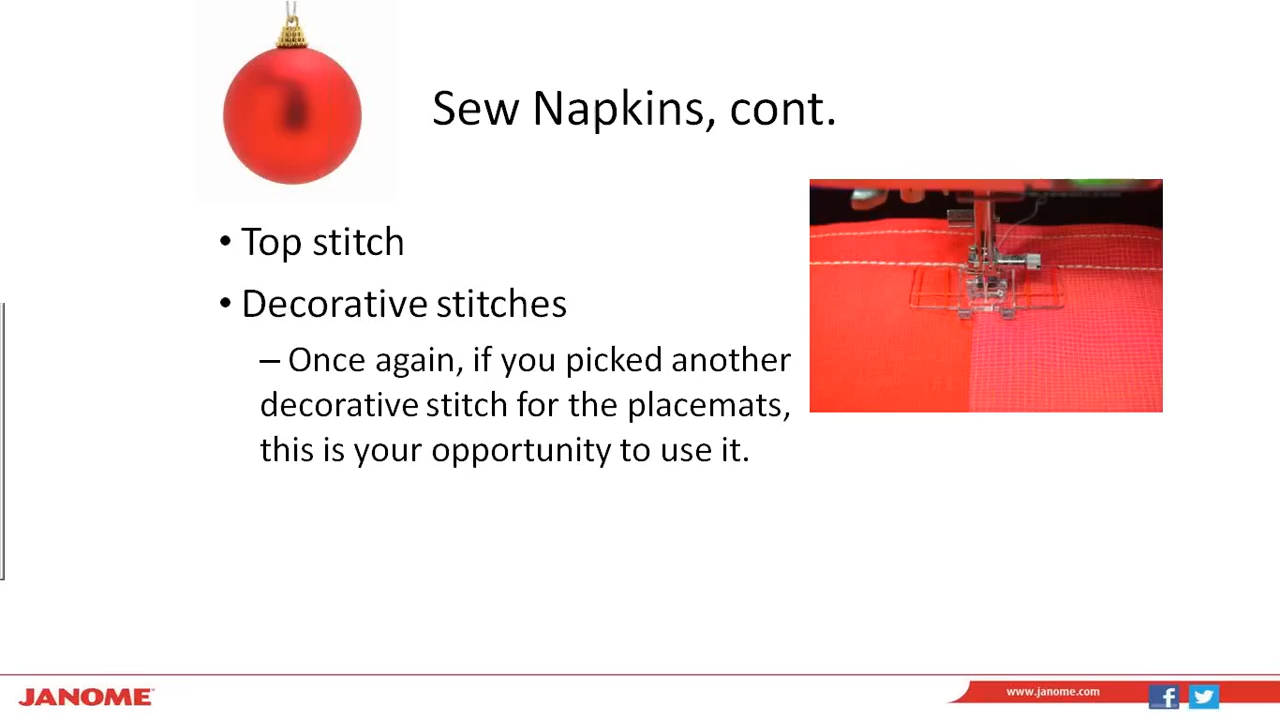 Sew Napkins, cont.
• Top stitch
• Decorative stitches
– Once again, if you picked another
decorative stitch for the placemats,
this is your opportunity to use it.
JANOME
www.janome.com